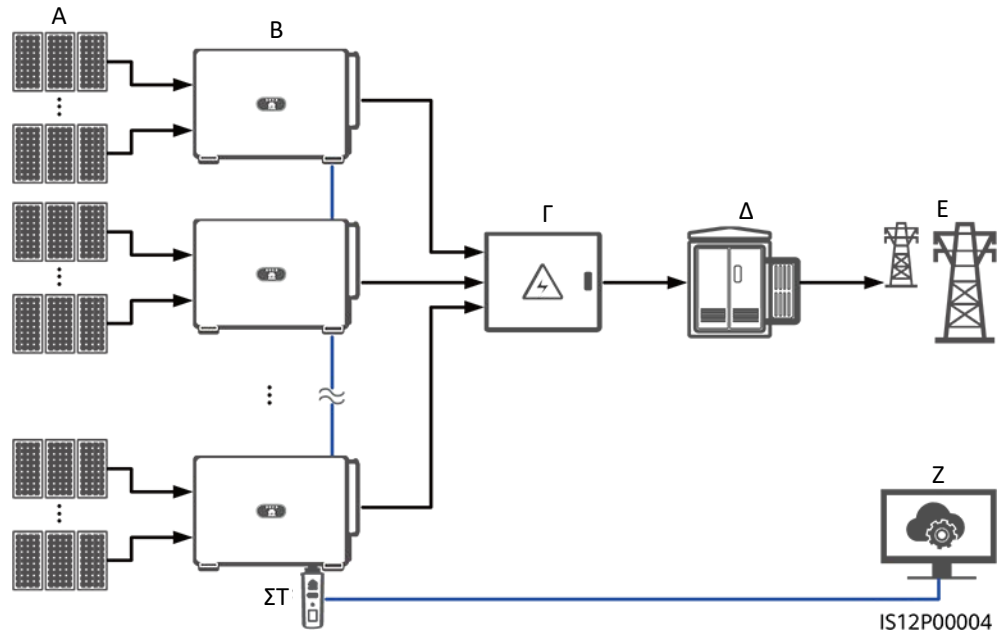 Α
Β
Γ
Δ
Ε
Ζ
ΣΤ
IS12P00004